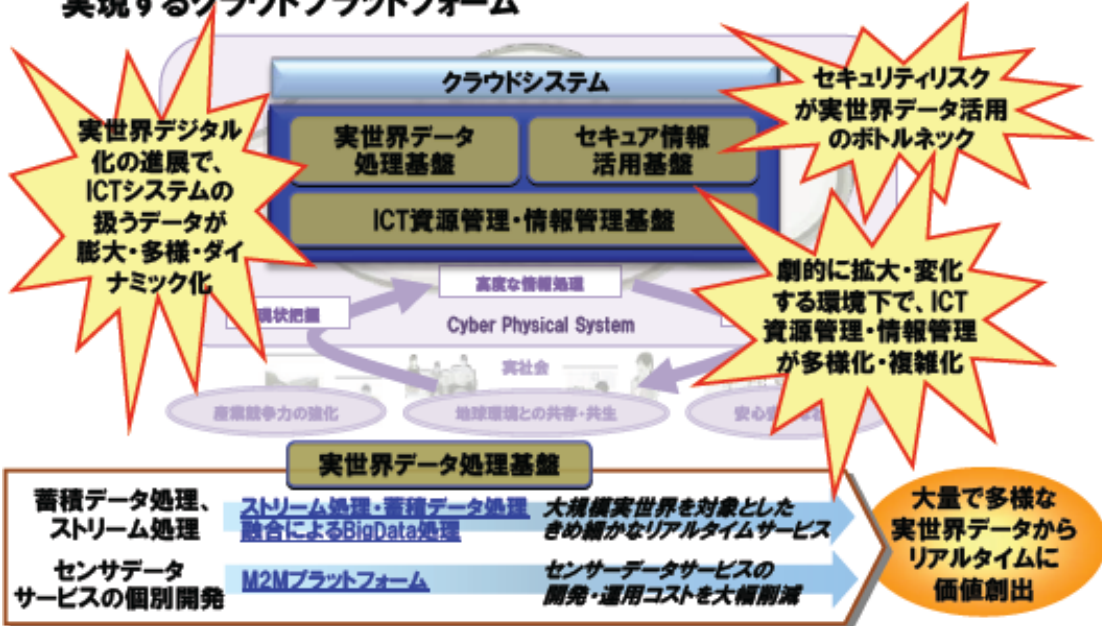 実現するクラウドプラットフォーム
クラウドシステム
実世界データ
処理基盤
セキュア情報
活用基盤
ICT資源管理・情報管理基盤
実世界デジタル
化の進展で、
ICTシステムの
扱うデータが
膨大・多様・ダイ
ナミック化
セキュリティリスク
が実世界データ活用
のボトルネック
劇的に拡大・変化
する環境下で、ICT
資源管理・情報管理
が多様化・複雑化
高度な情報処理
現状把握
Cyber Physical System
実社会
産業競争力の強化
地球環境との共存・共生
安心
実世界データ処理基盤
蓄積データ処理、
ストリーム処理
ストリーム処理・蓄積データ処理
融合によるBigData処理
大規模実世界を対象とした
きめ細かなリアルタイムサービス
センサデータ
サービスの個別開発
M2Mプラットフォーム
センサーデータサービスの
開発・運用コストを大幅削減
大量で多様な
実世界データから
リアルタイムに
価値創出